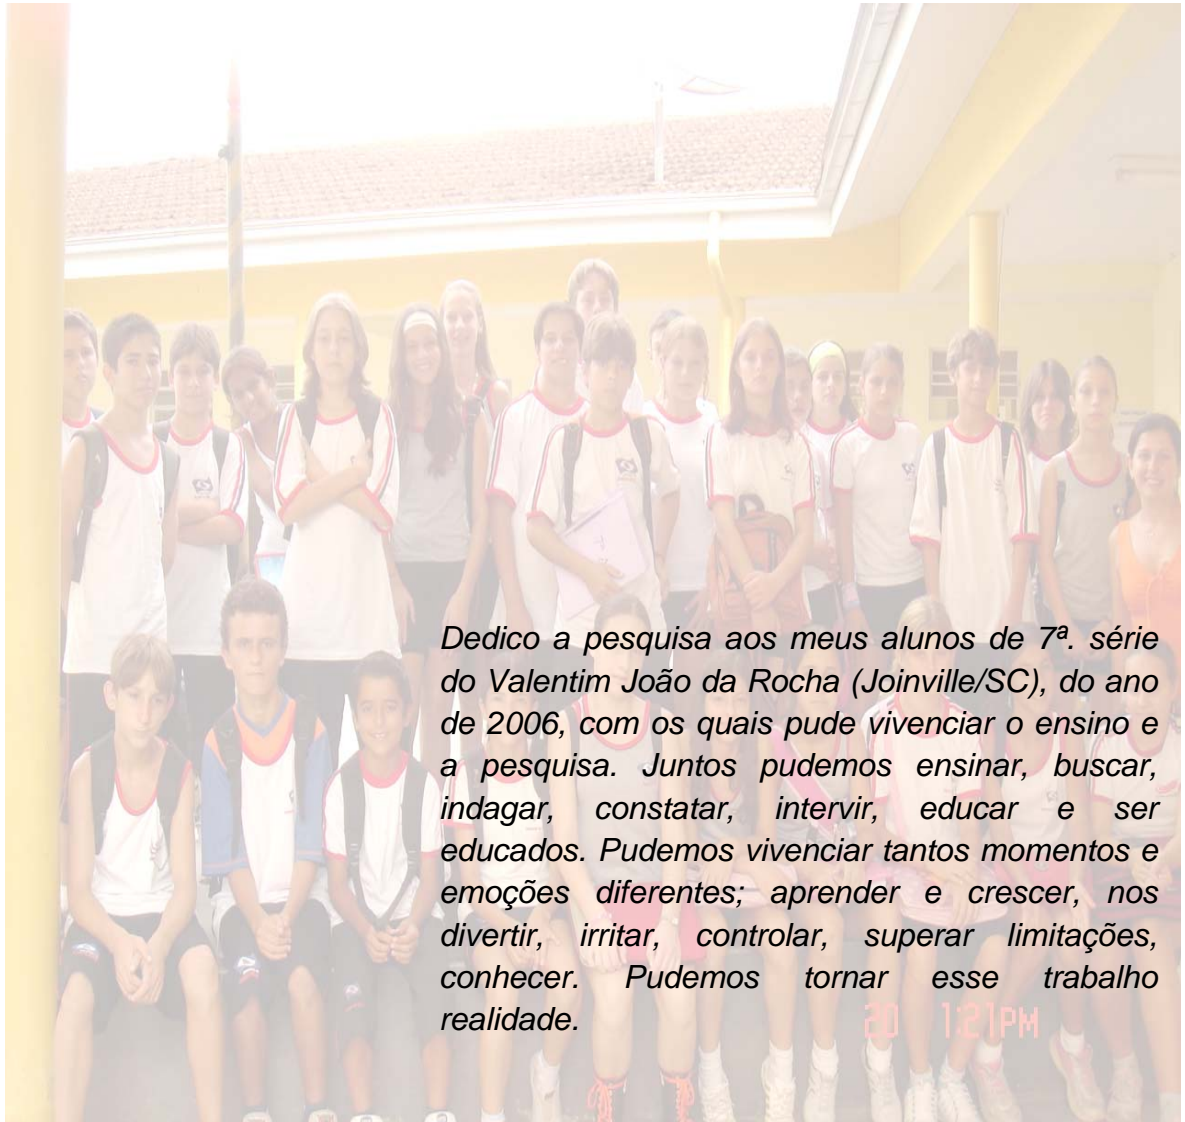 Dedico a pesquisa aos meus alunos de 7ª. série
do Valentim João da Rocha (Joinville/SC), do ano
de 2006, com os quais pude vivenciar o ensino e
a pesquisa. Juntos pudemos ensinar, buscar,
indagar, constatar, intervir, educar e ser
educados. Pudemos vivenciar tantos momentos e
emoções diferentes; aprender e crescer, nos
divertir, irritar, controlar, superar limitações,
conhecer. Pudemos tornar esse trabalho
realidade.
20 1:21PM